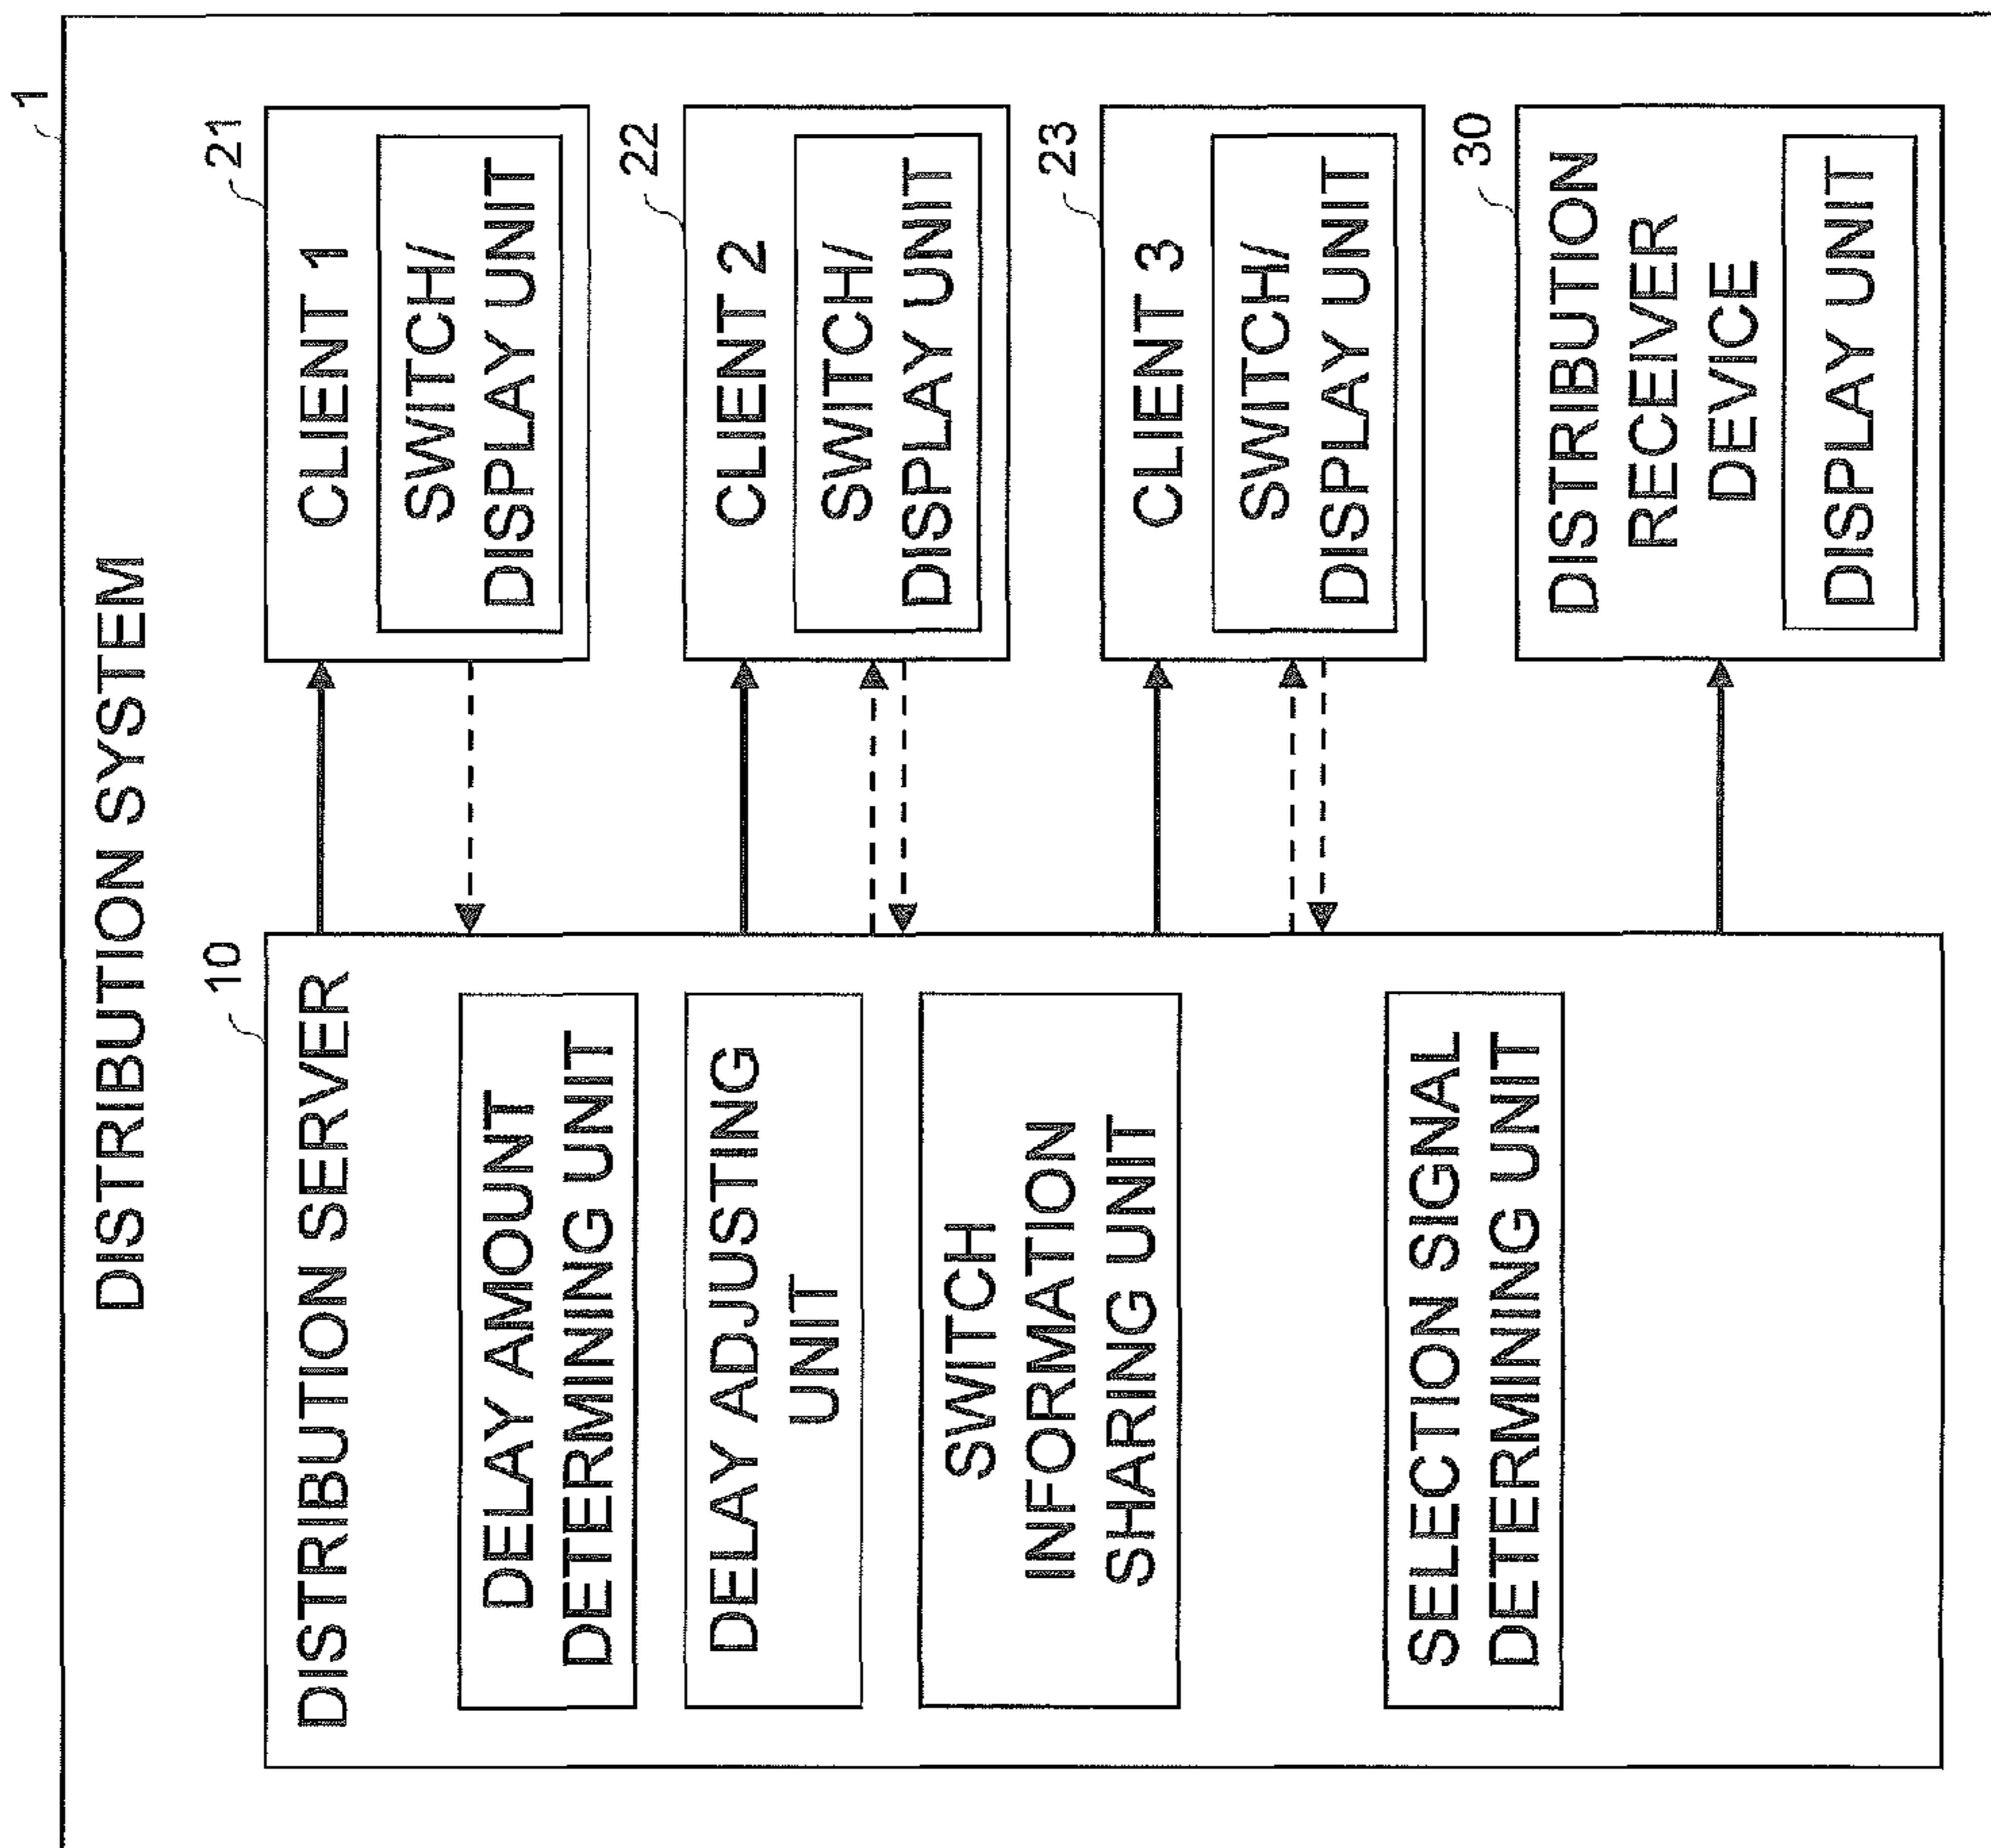 1
DISTRIBUTION SYSTEM
10
DISTRIBUTION SERVER
DELAY AMOUNT
DETERMINING UNIT
DELAY ADJUSTING
UNIT
SWITCH
INFORMATION
SHARING UNIT
SELECTION SIGNAL
DETERMINING UNIT
21
CLIENT 1
SWITCH/
DISPLAY UNIT
22
CLIENT 2
SWITCH/
DISPLAY UNIT
23
CLIENT 3
SWITCH/
DISPLAY UNIT
30
DISTRIBUTION
RECEIVER
DEVICE
DISPLAY UNIT